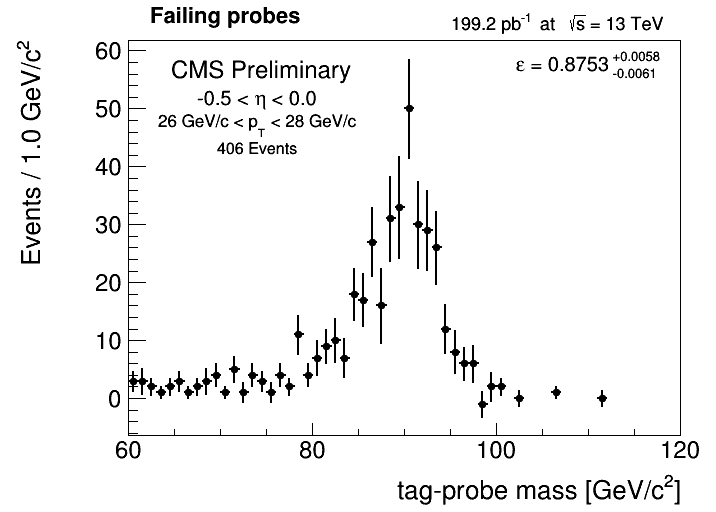 Failing probes
199.2 pb-1 at √s = 13 TeV
CMS Preliminary
-0.5 < η < 0.0
26 GeV/c < pT < 28 GeV/c
406 Events
ε = 0.8753 +0.0058 -0.0061
Events / 1.0 GeV/c2
60
50
40
30
20
10
0
60 80 100 120
tag-probe mass [GeV/c2]